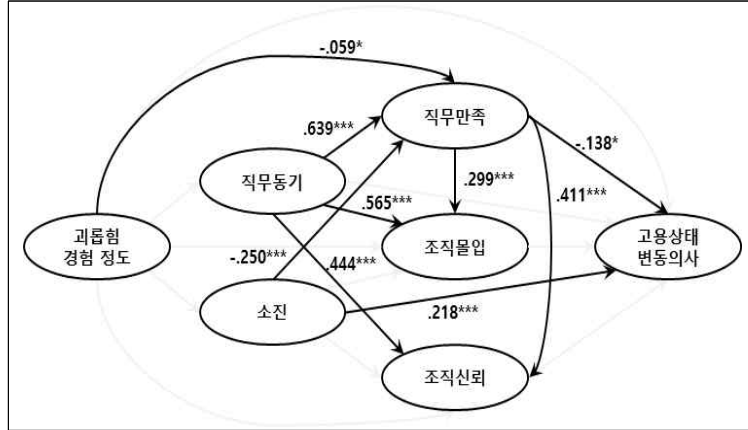 -.059*
직무만족
.639***
-.138*
직무동기
.299***
.565***
.411***
괴롭힘
경험 정도
조직몰입
고용상태
변동의사
-.250***
.444***
소진
.218***
조직신뢰